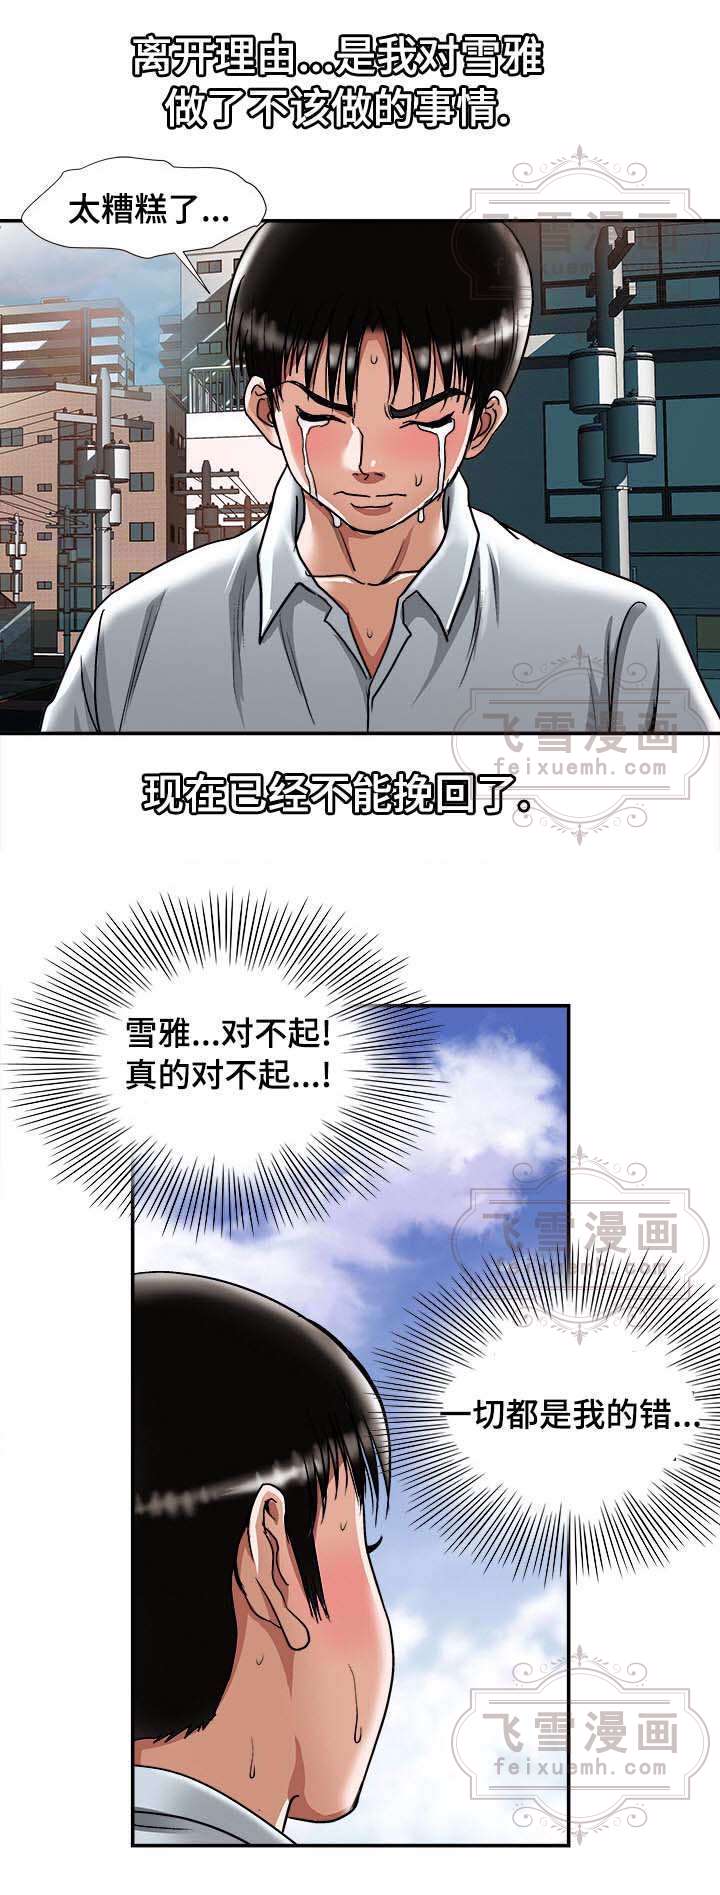 离开理由...是我对雪雅
做了不该做的事情.
太糟糕了...
飞雪漫画
feixuemh.com
飞雪漫画
feixuemh.com
现在已经不能挽回了.
雪雅...对不起!
真的对不起...!
飞雪漫画
一切都是我的错...
飞雪漫画
feixuemh.com